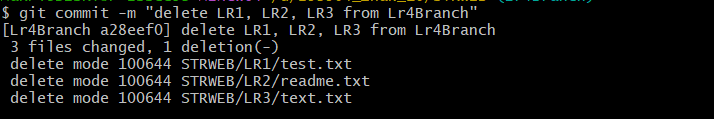 $ git commit -m "delete LR1, LR2, LR3 from Lr4Branch"
[Lr4Branch a28eef0] delete LR1, LR2, LR3 from Lr4Branch
 3 files changed, 1 deletion(-)
 delete mode 100644 STRWEB/LR1/test.txt
 delete mode 100644 STRWEB/LR2/readme.txt
 delete mode 100644 STRWEB/LR3/text.txt